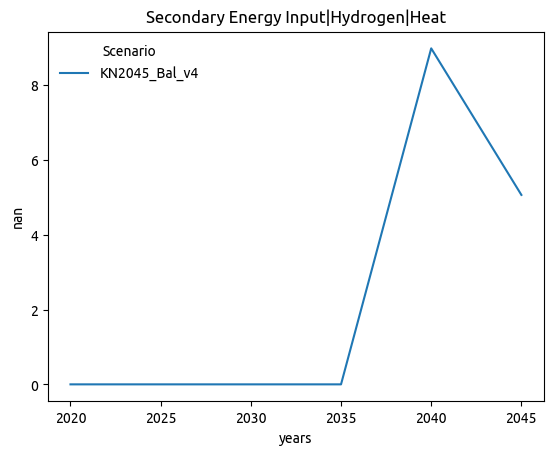 Secondary Energy Input|Hydrogen|Heat
Scenario
KN2045_Bal_v4
8
6
4
2
0
nan
2020 2025 2030 2035 2040 2045
years